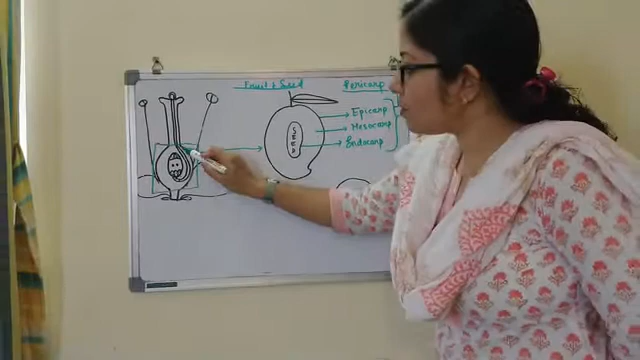 Fruit & Seed
Pericarp
Epicarp
Mesocarp
Endocarp
SEED